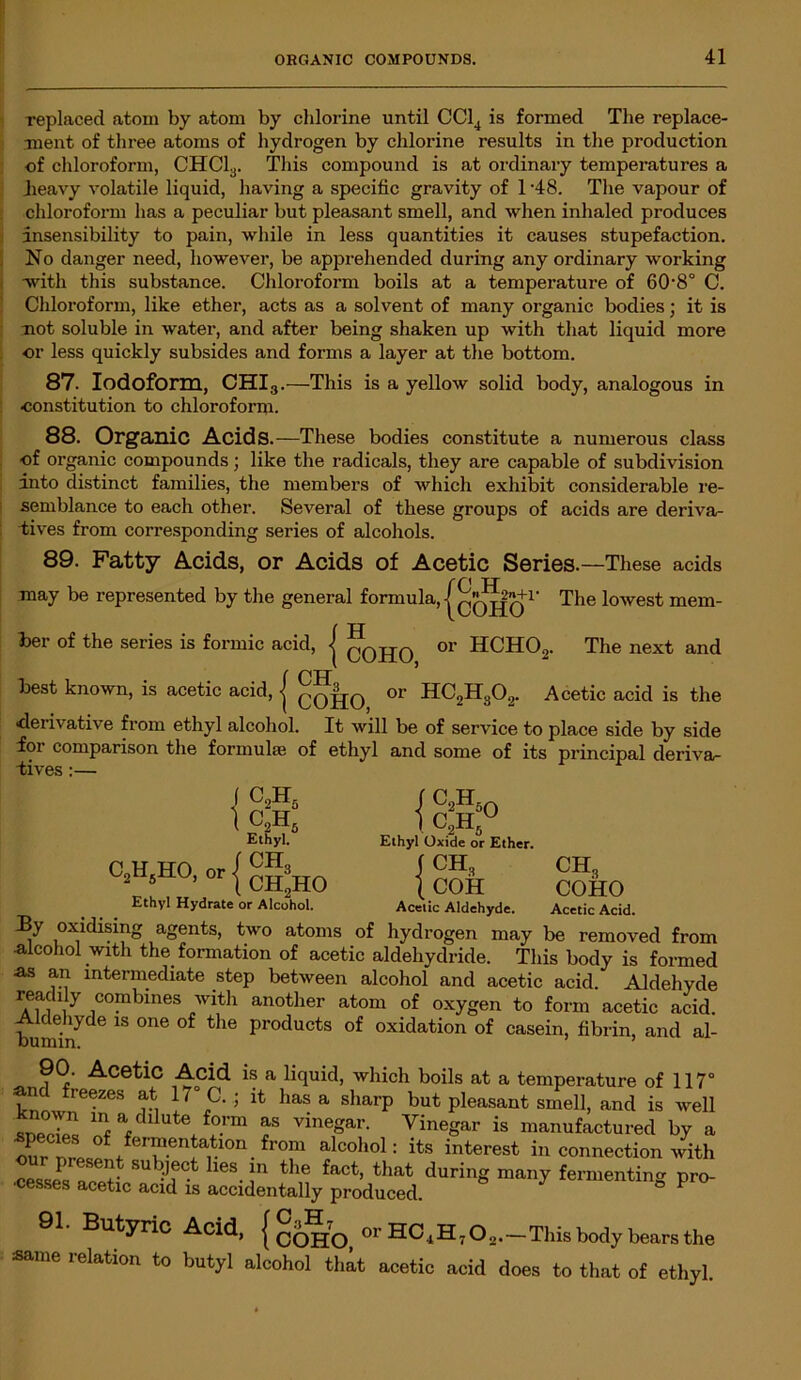 ORGANIC COMPOUNDS. 41
replaced atom by atom by chlorine until CCl₄ is formed The replace-
ment of three atoms of hydrogen by chlorine results in the production
of chloroform, CHCl₃. This compound is at ordinary temperatures a
heavy volatile liquid, having a specific gravity of 1·48. The vapour of
chloroform has a peculiar but pleasant smell, and when inhaled produces
insensibility to pain, while in less quantities it causes stupefaction.
No danger need, however, be apprehended during any ordinary working
with this substance. Chloroform boils at a temperature of 60·8° C.
Chloroform, like ether, acts as a solvent of many organic bodies; it is
not soluble in water, and after being shaken up with that liquid more
or less quickly subsides and forms a layer at the bottom.
87. Iodoform, CHI₃.—This is a yellow solid body, analogous in
constitution to chloroform.
88. Organic Acids.—These bodies constitute a numerous class
of organic compounds; like the radicals, they are capable of subdivision
into distinct families, the members of which exhibit considerable re-
semblance to each other. Several of these groups of acids are deriva-
tives from corresponding series of alcohols.
89. Fatty Acids, or Acids of Acetic Series.—These acids
may be represented by the general formula, { CₙH₂ₙ₊₁. COHO The lowest mem-
ber of the series is formic acid, { H COHO, or HCHO₂. The next and
best known, is acetic acid, { CH₃ COHO, or HC₂H₃O₂. Acetic acid is the
derivative from ethyl alcohol. It will be of service to place side by side
for comparison the formulæ of ethyl and some of its principal deriva-
tives:—
{ C₂H₅ C₂H₅ { C₂H₅ C₂H₅ O
Ethyl. Ethyl Oxide or Ether.
C₂H₅HO, or { CH₃ CH₂HO { CH₃ COH CH₃ COHO
Ethyl Hydrate or Alcohol. Acetic Aldehyde. Acetic Acid.
By oxidising agents, two atoms of hydrogen may be removed from
alcohol with the formation of acetic aldehydride. This body is formed
as an intermediate step between alcohol and acetic acid. Aldehyde
readily combines with another atom of oxygen to form acetic acid.
Aldehyde is one of the products of oxidation of casein, fibrin, and al-
bumin.
90. Acetic Acid is a liquid, which boils at a temperature of 117°
and freezes at 17° C.; it has a sharp but pleasant smell, and is well
known in a dilute form as vinegar. Vinegar is manufactured by a
species of fermentation from alcohol: its interest in connection with
our present subject lies in the fact, that during many fermenting pro-
cesses acetic acid is accidentally produced.
91. Butyric Acid, { C₃H₇ COHO, or HC₄H₇O₂.—This body bears the
same relation to butyl alcohol that acetic acid does to that of ethyl.